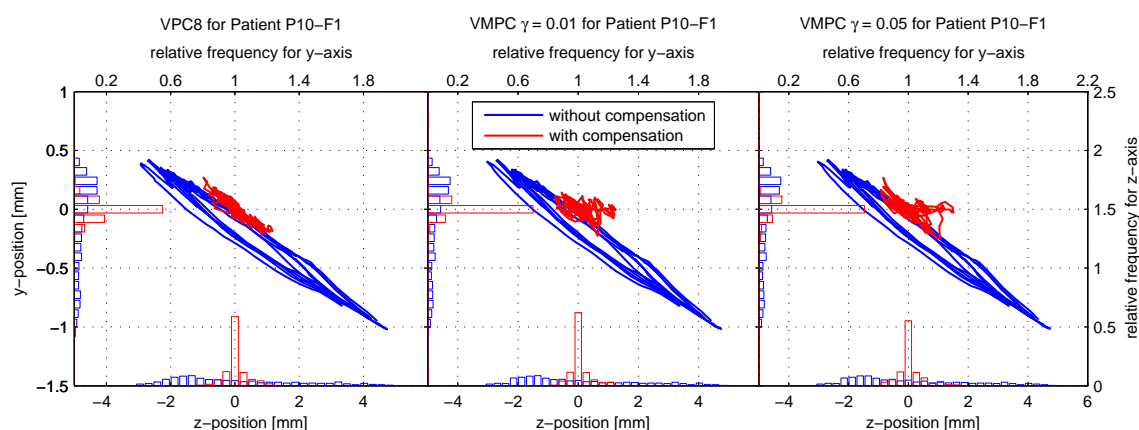 VPC8 for Patient P10−F1
VMPC γ = 0.01 for Patient P10−F1
VMPC γ = 0.05 for Patient P10−F1
relative frequency for y−axis
relative frequency for y−axis
relative frequency for y−axis
0.2 0.6 1 1.4 1.8
0.2 0.6 1 1.4 1.8
0.2 0.6 1 1.4 1.8 2.2
1
0.5
0
−0.5
−1
−1.5
y−position [mm]
without compensation
with compensation
2.5
2
1.5
1
0.5
0
relative frequency for z−axis
−4 −2 0 2 4
−4 −2 0 2 4
−4 −2 0 2 4 6
z−position [mm]
z−position [mm]
z−position [mm]